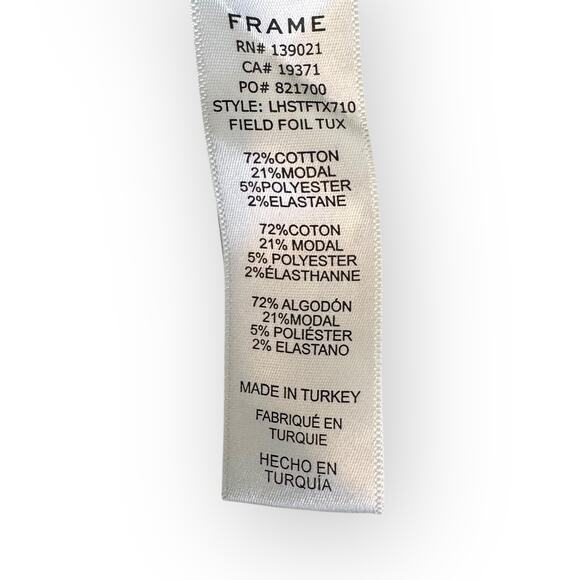 FRAME
RN# 139021
CA# 19371
PO# 821700
STYLE: LHSTFTX710
FIELD FOIL TUX
72%COTTON
21%MODAL
5%POLYESTER
2%ELASTANE
72%COTON
21% MODAL
5% POLYESTER
2%ÉLASTHANNE
72% ALGODÓN
21%MODAL
5% POLIÉSTER
2% ELASTANO
MADE IN TURKEY
FABRIQUÉ EN
TURQUIE
HECHO EN
TURQUÍA